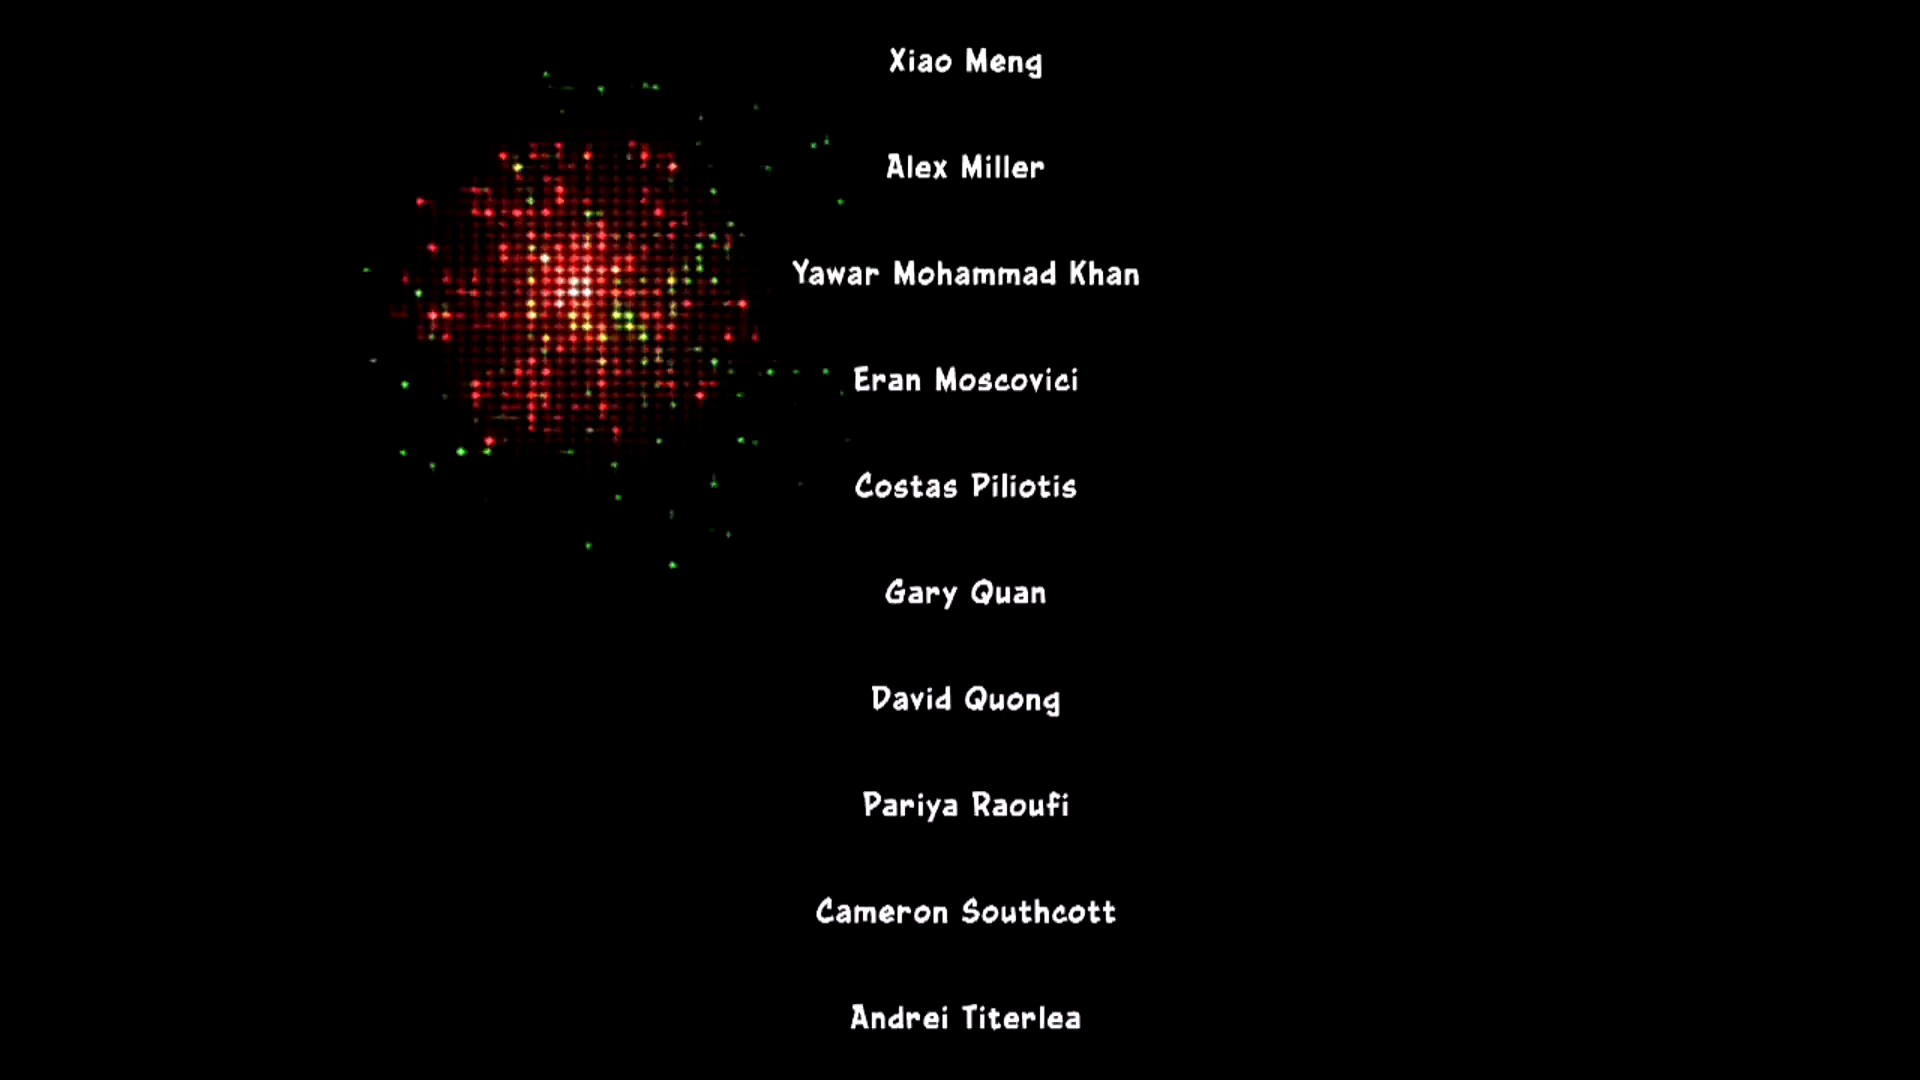 Xiao Meng
Alex Miller
Yawar Mohammad Khan
Eran Moscovici
Costas Piliotis
Gary Quan
David Quong
Pariya Raoufi
Cameron Southcott
Andrei Titerlea